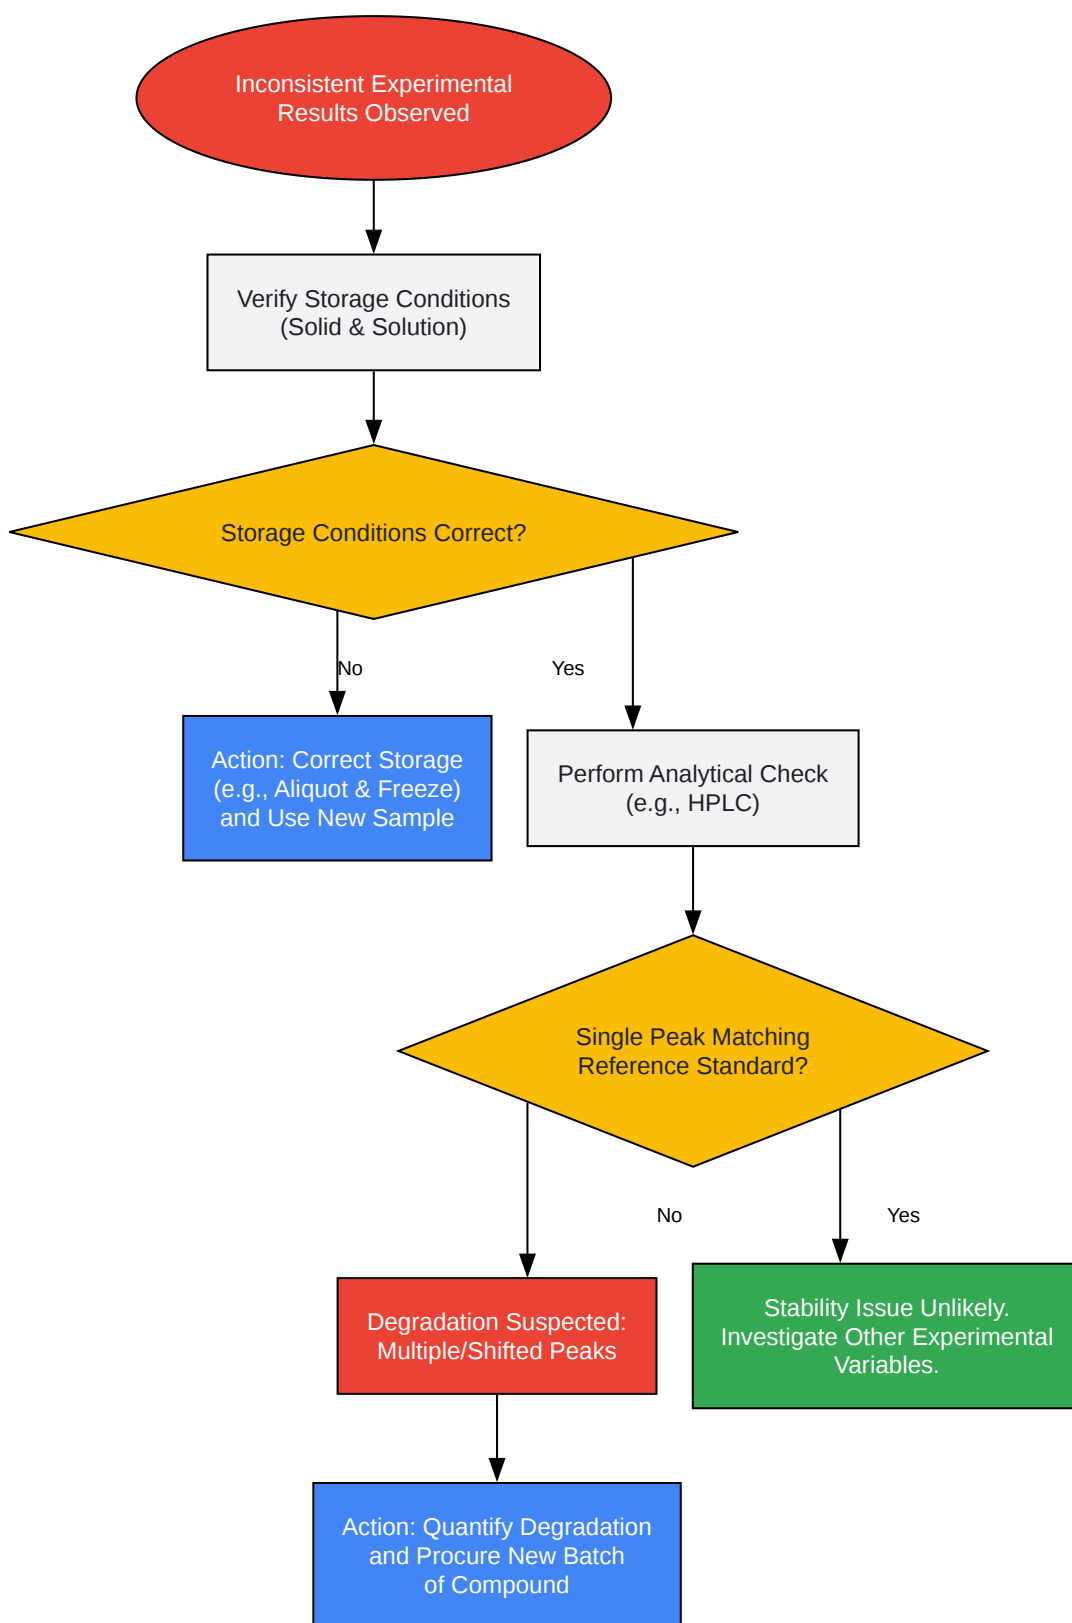 Inconsistent Experimental
Results Observed
Verify Storage Conditions
(Solid & Solution)
Storage Conditions Correct?
No
Yes
Action: Correct Storage
(e.g., Aliquot & Freeze)
and Use New Sample
Perform Analytical Check
(e.g., HPLC)
Single Peak Matching
Reference Standard?
No
Yes
Degradation Suspected:
Multiple/Shifted Peaks
Stability Issue Unlikely.
Investigate Other Experimental
Variables.
Action: Quantify Degradation
and Procure New Batch
of Compound